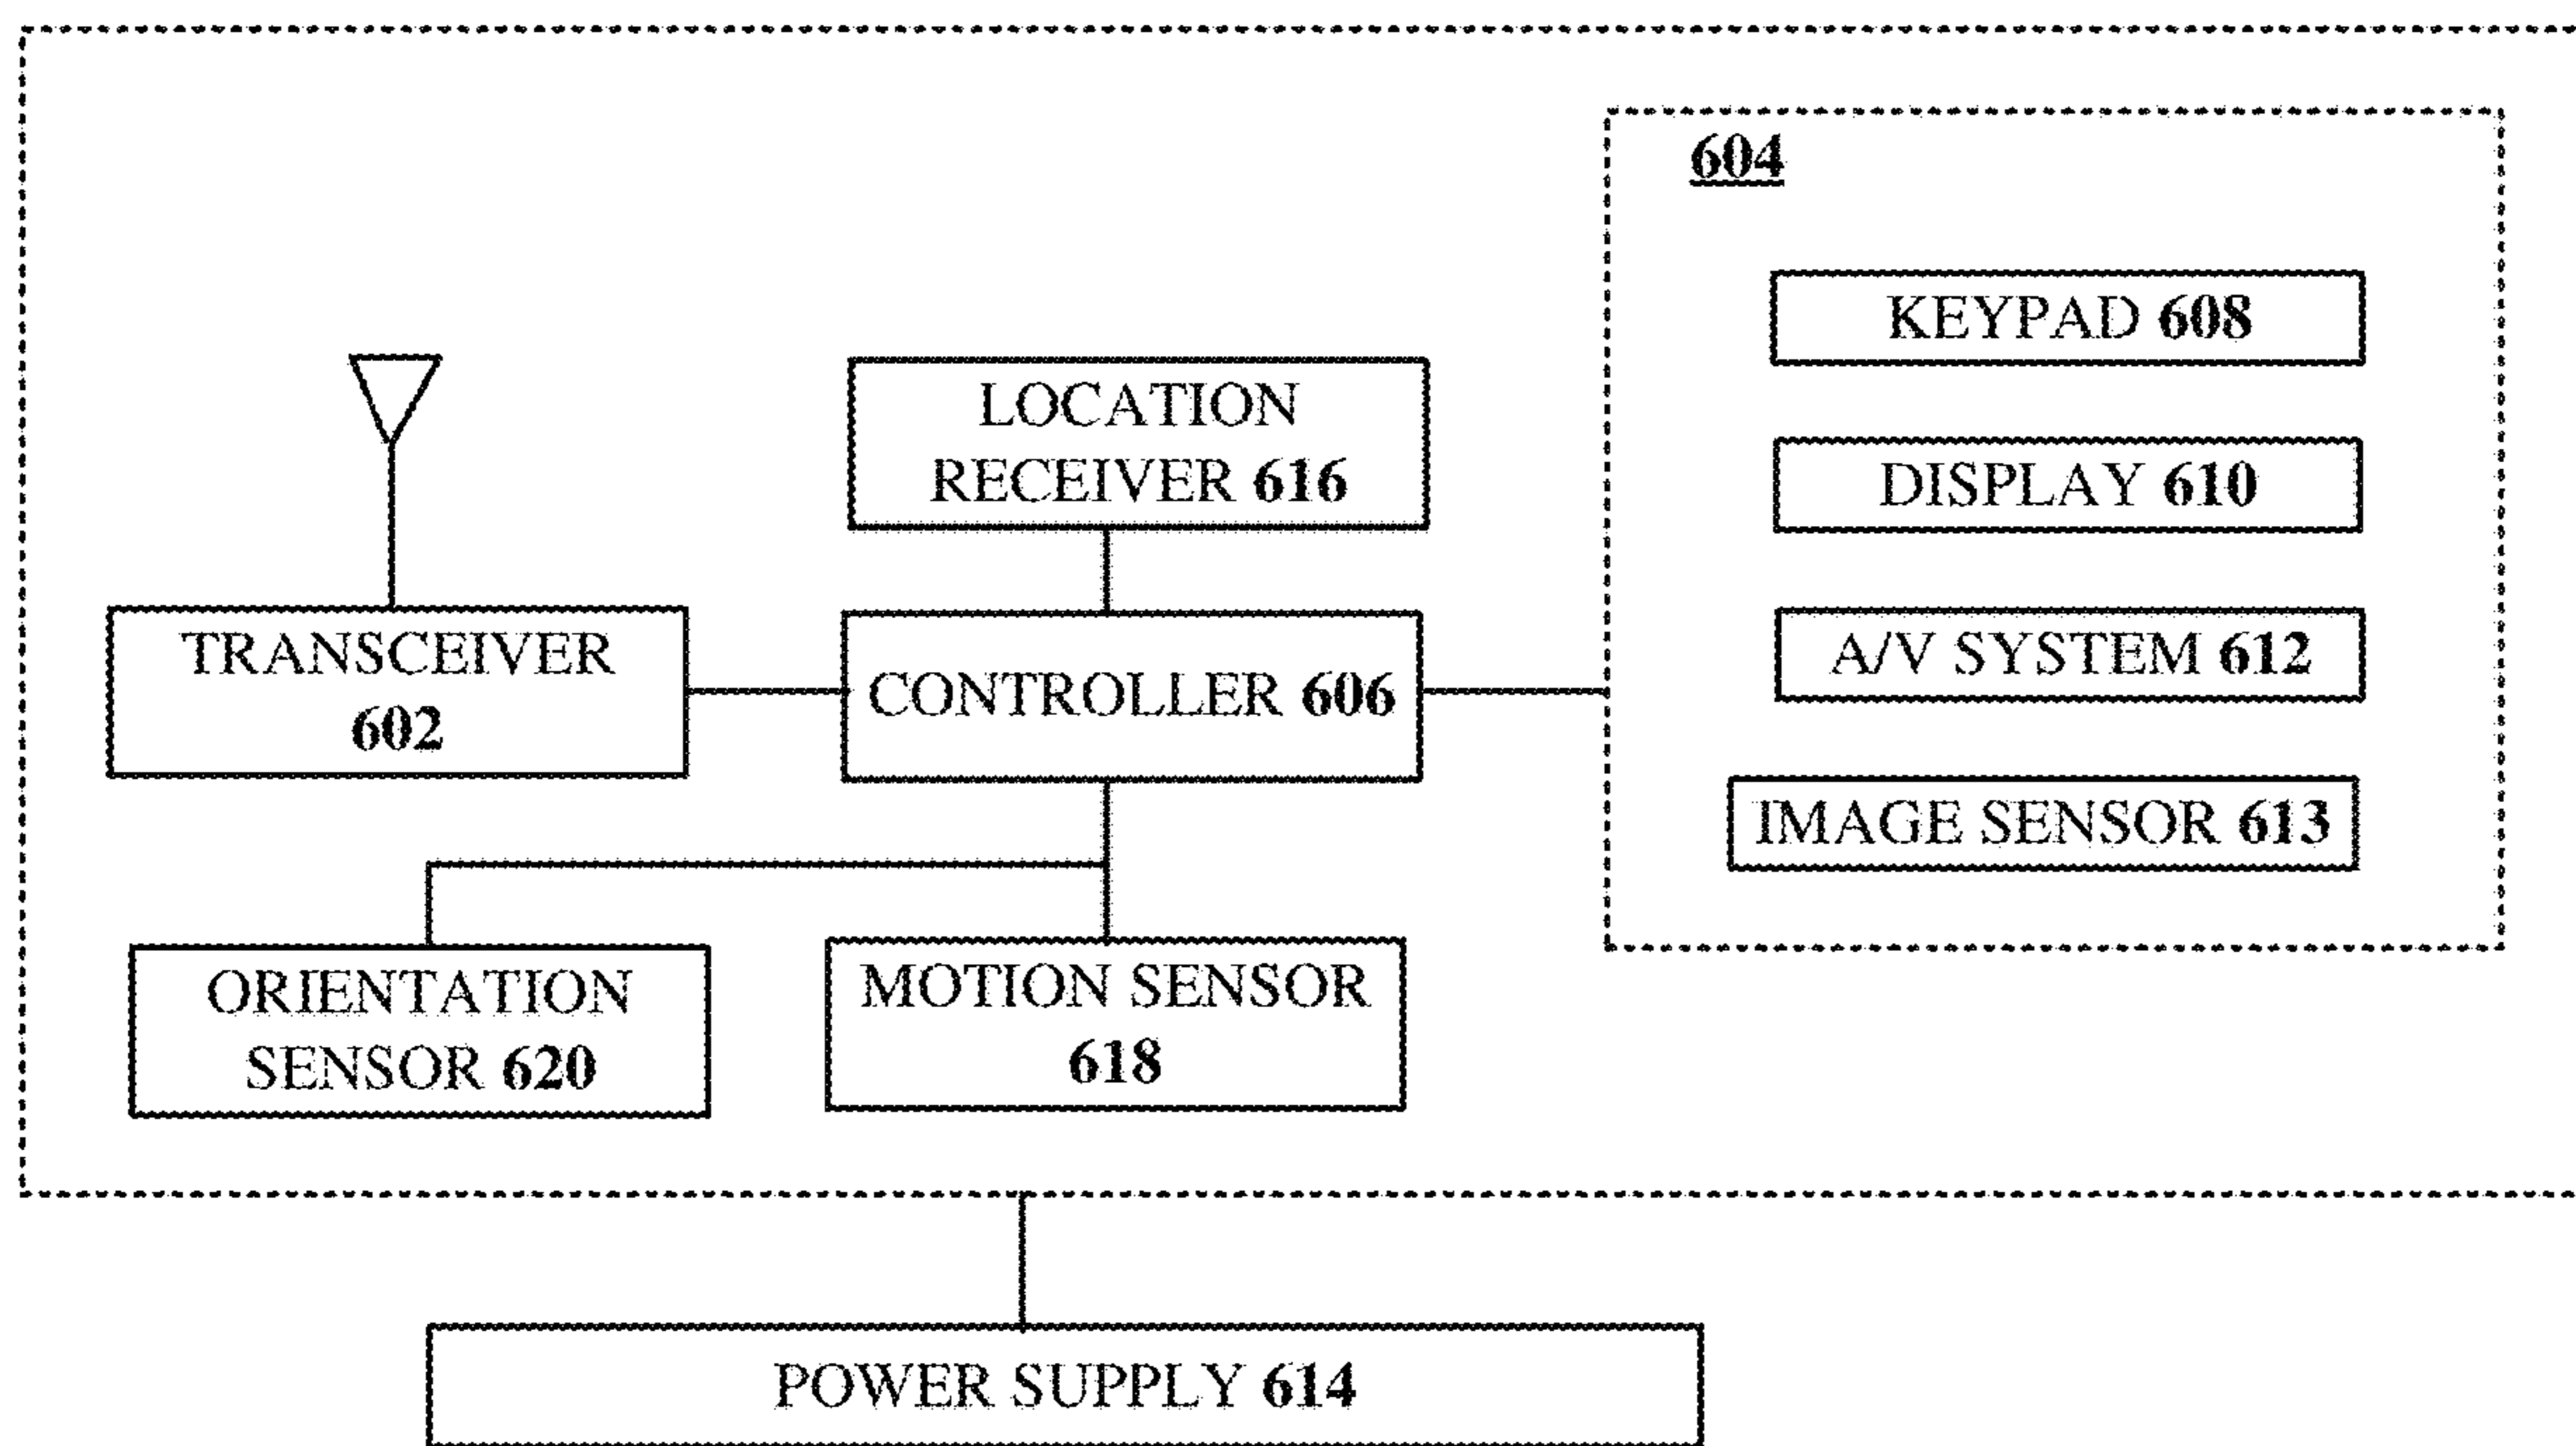 604
KEYPAD 608
LOCATION
RECEIVER 616
DISPLAY 610
TRANSCEIVER
602
CONTROLLER 606
A/V SYSTEM 612
IMAGE SENSOR 613
ORIENTATION
SENSOR 620
MOTION SENSOR
618
POWER SUPPLY 614